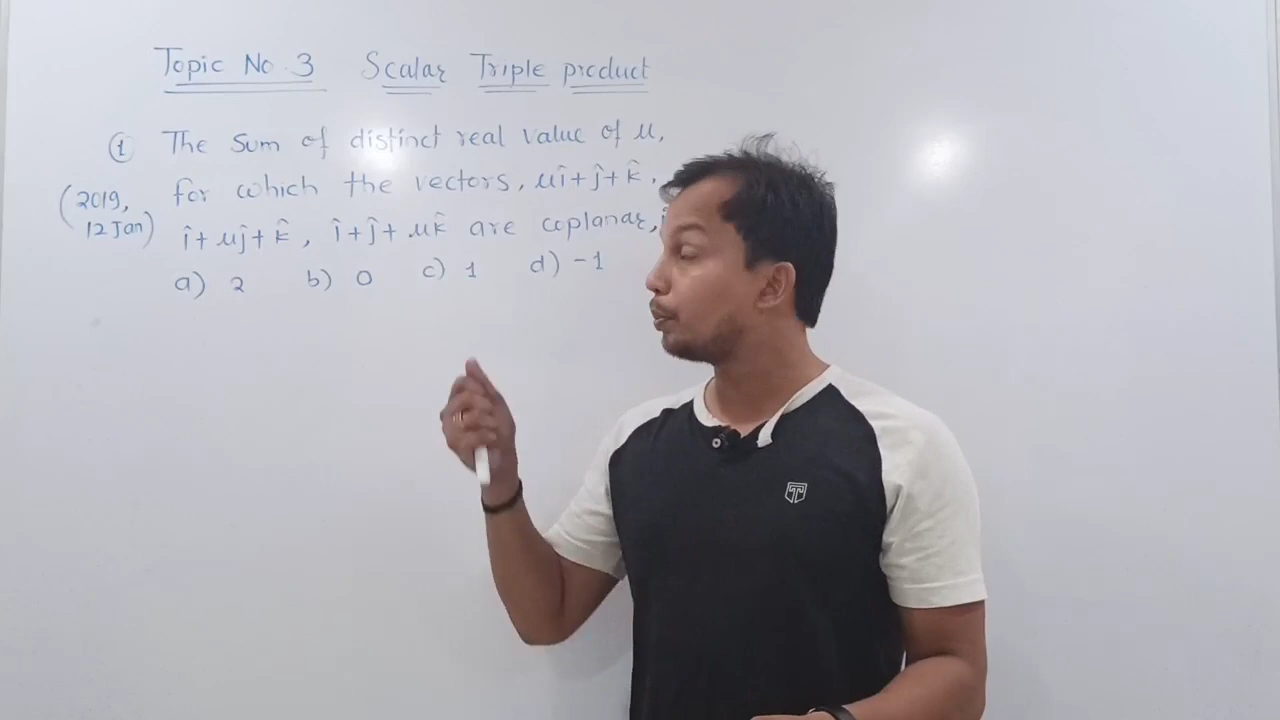 Topic No. 3 Scalar Triple product
① The sum of distinct real value of μ,
(2019, 12 Jan)
for which the vectors, μî+ĵ+k̂,
î+μĵ+k̂, î+ĵ+μk̂ are coplanar,
a) 2 b) 0 c) 1 d) -1